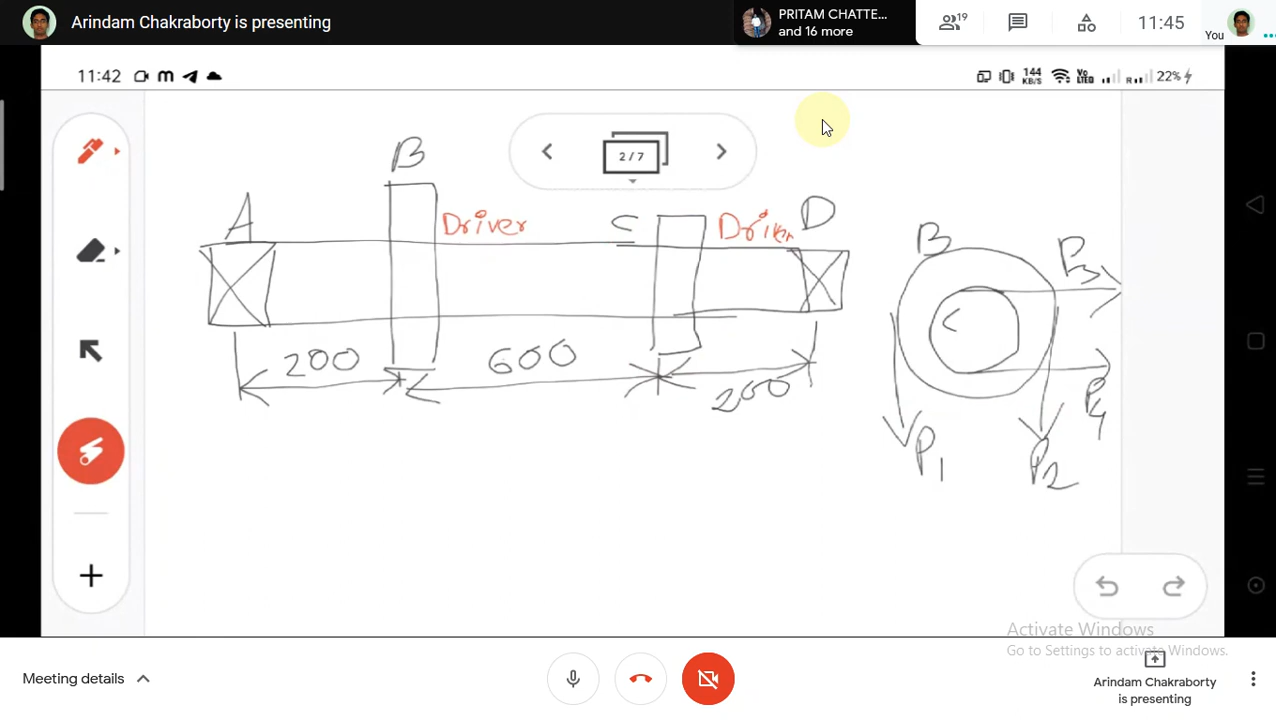 Arindam Chakraborty is presenting
PRITAM CHATTE...
and 16 more
19
11:45
You
11:42
144
KB/S
Vo
LTED
R
22%
2 / 7
A
B
Driver
C
Driver
D
200
600
200
B
C
P3
P4
P1
P2
Activate Windows
Go to Settings to activate Windows.
Meeting details
Arindam Chakraborty
is presenting